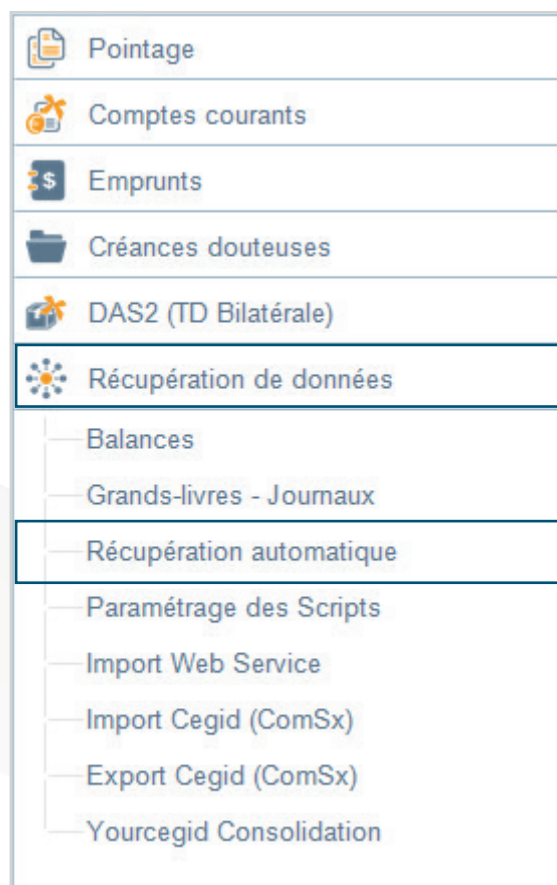 Pointage
Comptes courants
Emprunts
Créances douteuses
DAS2 (TD Bilatérale)
Récupération de données
Balances
Grands-livres - Journaux
Récupération automatique
Paramétrage des Scripts
Import Web Service
Import Cegid (ComSx)
Export Cegid (ComSx)
Yourcegid Consolidation